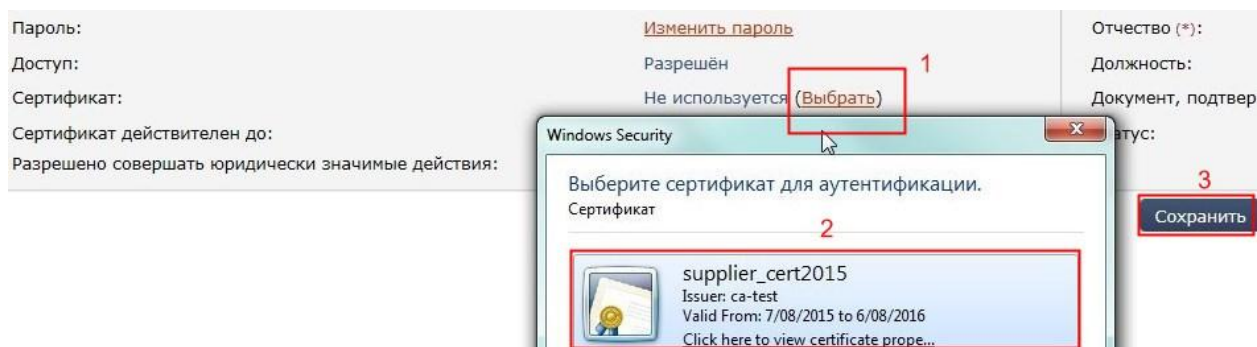 Пароль: Изменить пароль Отчество (*):
Доступ: Разрешён 1 Должность:
Сертификат: Не используется (Выбрать) Документ, подтвер
Сертификат действителен до: Windows Security атус:
Разрешено совершать юридически значимые действия:
Выберите сертификат для аутентификации. 3
Сертификат Сохранить
2
supplier_cert2015
Issuer: ca-test
Valid From: 7/08/2015 to 6/08/2016
Click here to view certificate prope...